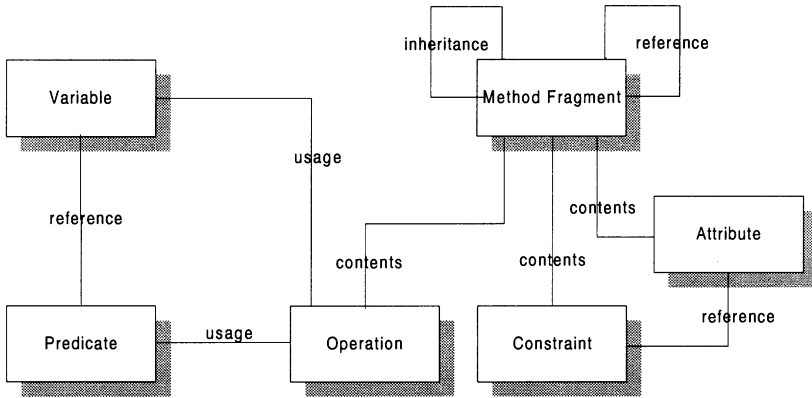 inheritance
reference
Variable
Method Fragment
usage
reference
contents
Attribute
contents
contents
reference
usage
Predicate
Operation
Constraint